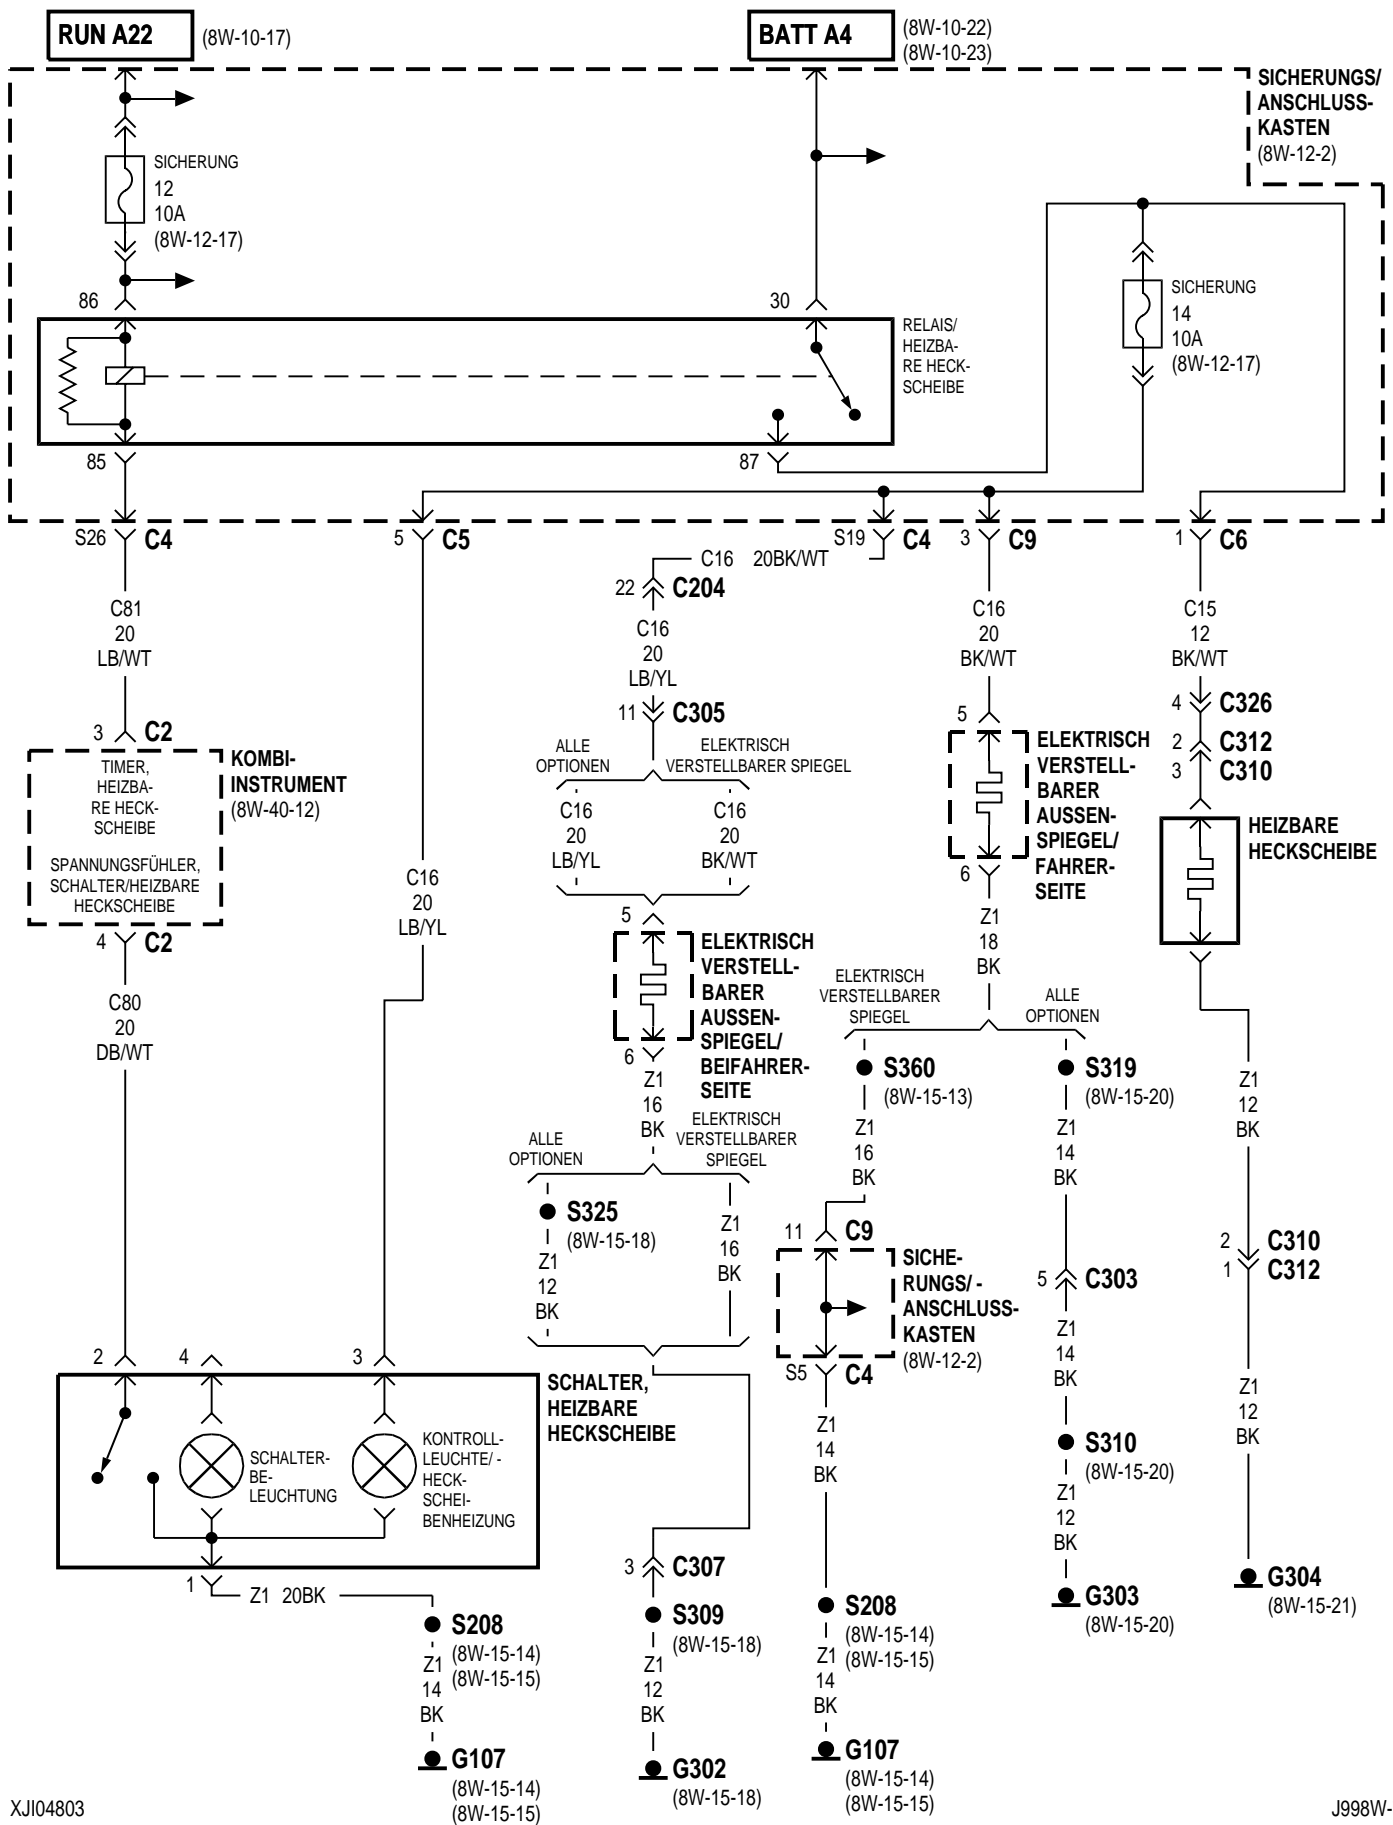 RUN A22
(8W-10-17)
BATT A4
(8W-10-22)
(8W-10-23)
SICHERUNGS/
ANSCHLUSS-
KASTEN
(8W-12-2)
SICHERUNG
12
10A
(8W-12-17)
SICHERUNG
14
10A
(8W-12-17)
86
30
RELAIS/
HEIZBA-
RE HECK-
SCHEIBE
85
87
S26
C4
5
C5
S19
C4
3
C9
1
C6
C16 20BK/WT
22
C204
C81
20
LB/WT
C16
20
LB/YL
C16
20
BK/WT
C15
12
BK/WT
11
C305
4
C326
2
C312
3
C310
3
C2
5
TIMER,
HEIZBA-
RE HECK-
SCHEIBE
SPANNUNGSFÜHLER,
SCHALTER/HEIZBARE
HECKSCHEIBE
KOMBI-
INSTRUMENT
(8W-40-12)
ALLE
OPTIONEN
ELEKTRISCH
VERSTELLBARER SPIEGEL
C16
20
LB/YL
C16
20
BK/WT
ELEKTRISCH
VERSTELL-
BARER
AUSSEN-
SPIEGEL/
FAHRER-
SEITE
HEIZBARE
HECKSCHEIBE
6
C16
20
LB/YL
4
C2
5
ELEKTRISCH
VERSTELL-
BARER
AUSSEN-
SPIEGEL/
BEIFAHRER-
SEITE
Z1
18
BK
C80
20
DB/WT
ELEKTRISCH
VERSTELLBARER
SPIEGEL
ALLE
OPTIONEN
6
Z1
16
BK
S360
(8W-15-13)
S319
(8W-15-20)
Z1
12
BK
ALLE
OPTIONEN
ELEKTRISCH
VERSTELLBARER
SPIEGEL
Z1
16
BK
Z1
14
BK
S325
(8W-15-18)
Z1
12
BK
Z1
16
BK
11
C9
SICHE-
RUNGS/ -
ANSCHLUSS-
KASTEN
(8W-12-2)
S5
C4
5
C303
2
C310
1
C312
Z1
14
BK
2
4
3
SCHALTER,
HEIZBARE
HECKSCHEIBE
SCHALTER-
BE-
LEUCHTUNG
KONTROLL-
LEUCHTE/ -
HECK-
SCHEI-
BENHEIZUNG
Z1
14
BK
S310
(8W-15-20)
Z1
12
BK
Z1
12
BK
1
Z1 20BK
3
C307
S208
(8W-15-14)
(8W-15-15)
Z1
14
BK
S309
(8W-15-18)
Z1
12
BK
S208
(8W-15-14)
(8W-15-15)
Z1
14
BK
G303
(8W-15-20)
G304
(8W-15-21)
G107
(8W-15-14)
(8W-15-15)
G302
(8W-15-18)
G107
(8W-15-14)
(8W-15-15)
XJI04803
J998W-